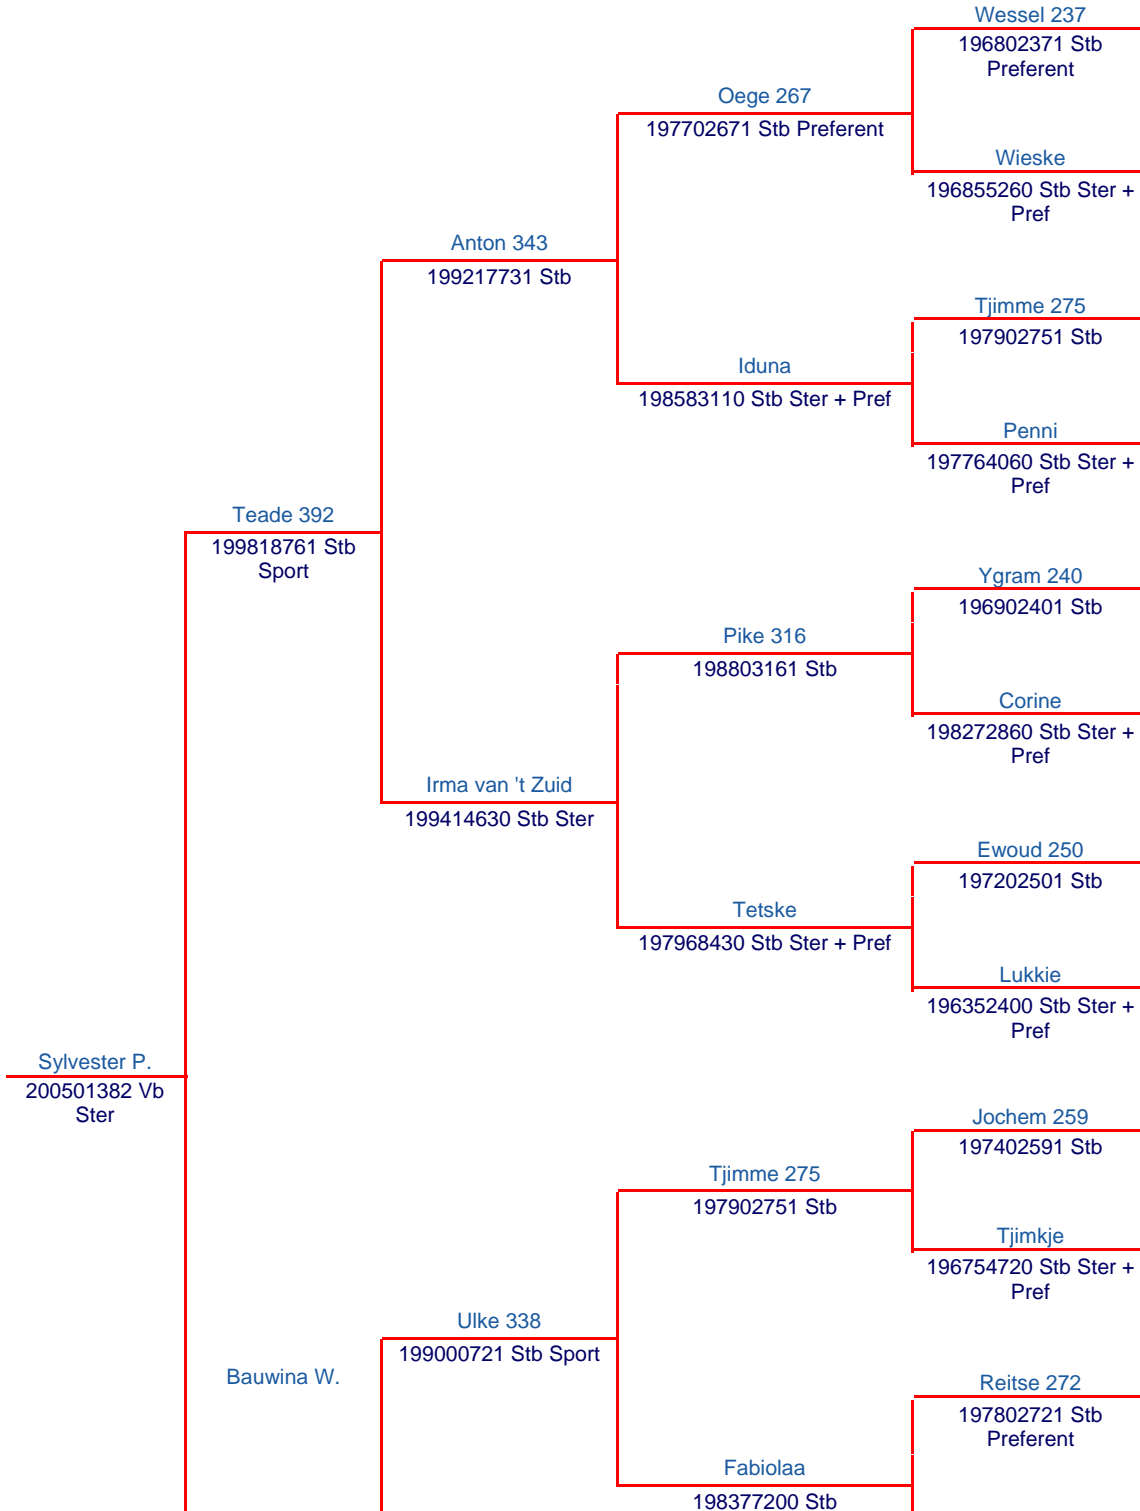 Wessel 237
196802371 Stb
Preferent
Oege 267
197702671 Stb Preferent
Wieske
196855260 Stb Ster +
Pref
Anton 343
199217731 Stb
Tjimme 275
197902751 Stb
Iduna
198583110 Stb Ster + Pref
Penni
197764060 Stb Ster +
Pref
Teade 392
199818761 Stb
Sport
Ygram 240
196902401 Stb
Pike 316
198803161 Stb
Corine
198272860 Stb Ster +
Pref
Irma van 't Zuid
199414630 Stb Ster
Ewoud 250
197202501 Stb
Tetske
197968430 Stb Ster + Pref
Lukkie
196352400 Stb Ster +
Pref
Sylvester P.
200501382 Vb
Ster
Jochem 259
197402591 Stb
Tjimme 275
197902751 Stb
Tjimkje
196754720 Stb Ster +
Pref
Ulke 338
199000721 Stb Sport
Bauwina W.
Reitse 272
197802721 Stb
Preferent
Fabiolaa
198377200 Stb